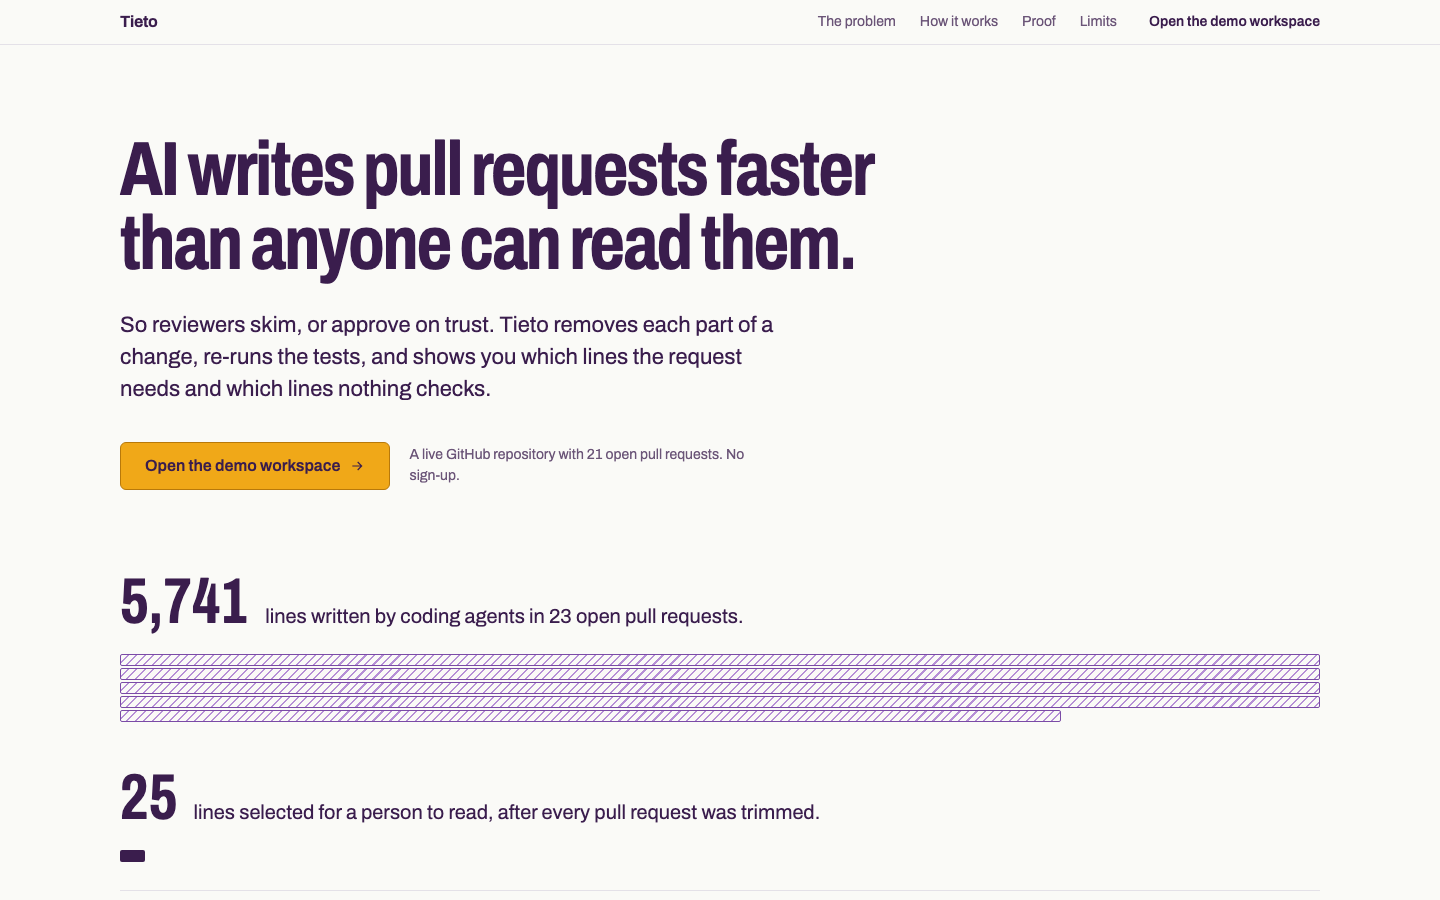 Tieto
The problem
How it works
Proof
Limits
Open the demo workspace
AI writes pull requests faster
than anyone can read them.
So reviewers skim, or approve on trust. Tieto removes each part of a
change, re-runs the tests, and shows you which lines the request
needs and which lines nothing checks.
Open the demo workspace →
A live GitHub repository with 21 open pull requests. No
sign-up.
5,741 lines written by coding agents in 23 open pull requests.
25 lines selected for a person to read, after every pull request was trimmed.